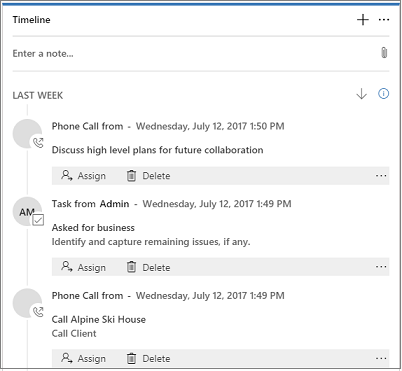 Timeline
Enter a note...
LAST WEEK
Phone Call from - Wednesday, July 12, 2017 1:50 PM
Discuss high level plans for future collaboration
Assign Delete
AM
Task from Admin - Wednesday, July 12, 2017 1:49 PM
Asked for business
Identify and capture remaining issues, if any.
Assign Delete
Phone Call from - Wednesday, July 12, 2017 1:49 PM
Call Alpine Ski House
Call Client
Assign Delete